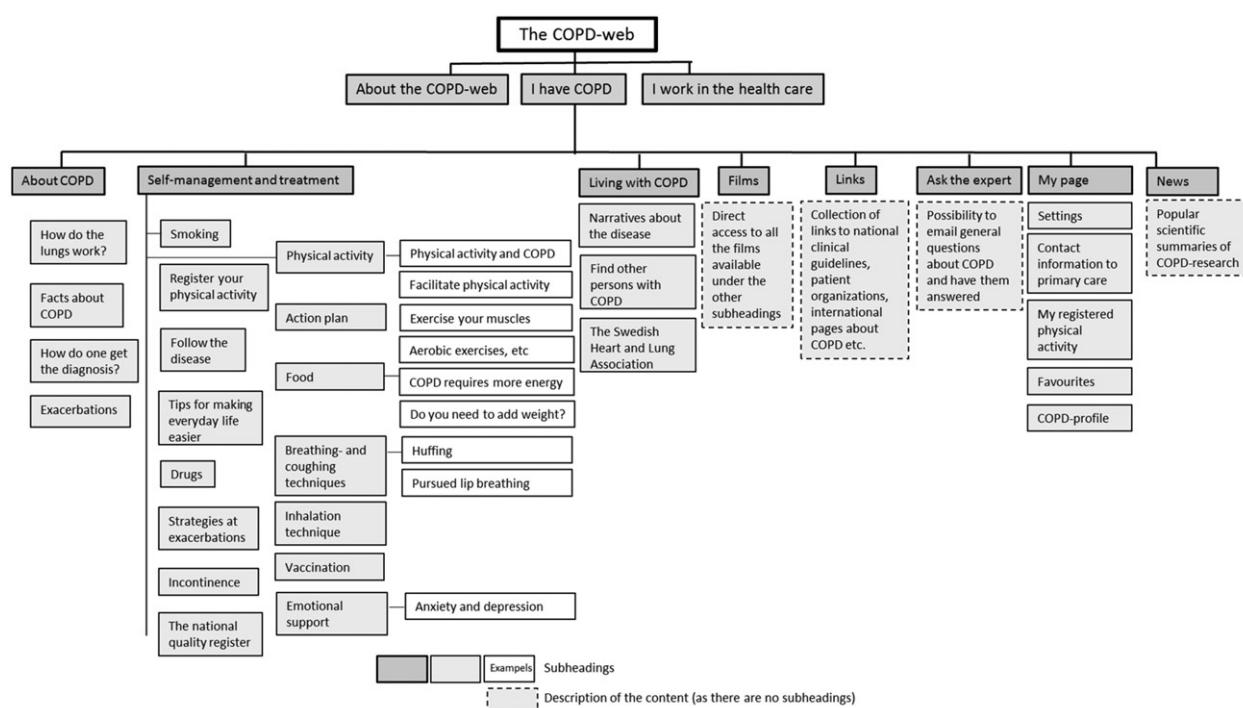 The COPD-web
About the COPD-web
I have COPD
I work in the health care
About COPD
Self-management and treatment
Living with COPD
Films
Links
Ask the expert
My page
News
How do the
lungs work?
Facts about
COPD
How do one get
the diagnosis?
Exacerbations
Smoking
Register your
physical activity
Follow the
disease
Tips for making
everyday life
easier
Drugs
Strategies at
exacerbations
Incontinence
The national
quality register
Physical activity
Action plan
Food
Breathing- and
coughing
techniques
Inhalation
technique
Vaccination
Emotional
support
Physical activity and COPD
Facilitate physical activity
Exercise your muscles
Aerobic exercises, etc
COPD requires more energy
Do you need to add weight?
Huffing
Pursued lip breathing
Anxiety and depression
Narratives about
the disease
Find other
persons with
COPD
The Swedish
Heart and Lung
Association
Direct
access to all
the films
available
under the
other
subheadings
Collection of
links to national
clinical
guidelines,
patient
organizations,
international
pages about
COPD etc.
Possibility to
email general
questions
about COPD
and have them
answered
Settings
Contact
information to
primary care
My registered
physical
activity
Favourites
COPD-profile
Popular
scientific
summaries of
COPD-research
Exampels
Subheadings
Description of the content (as there are no subheadings)